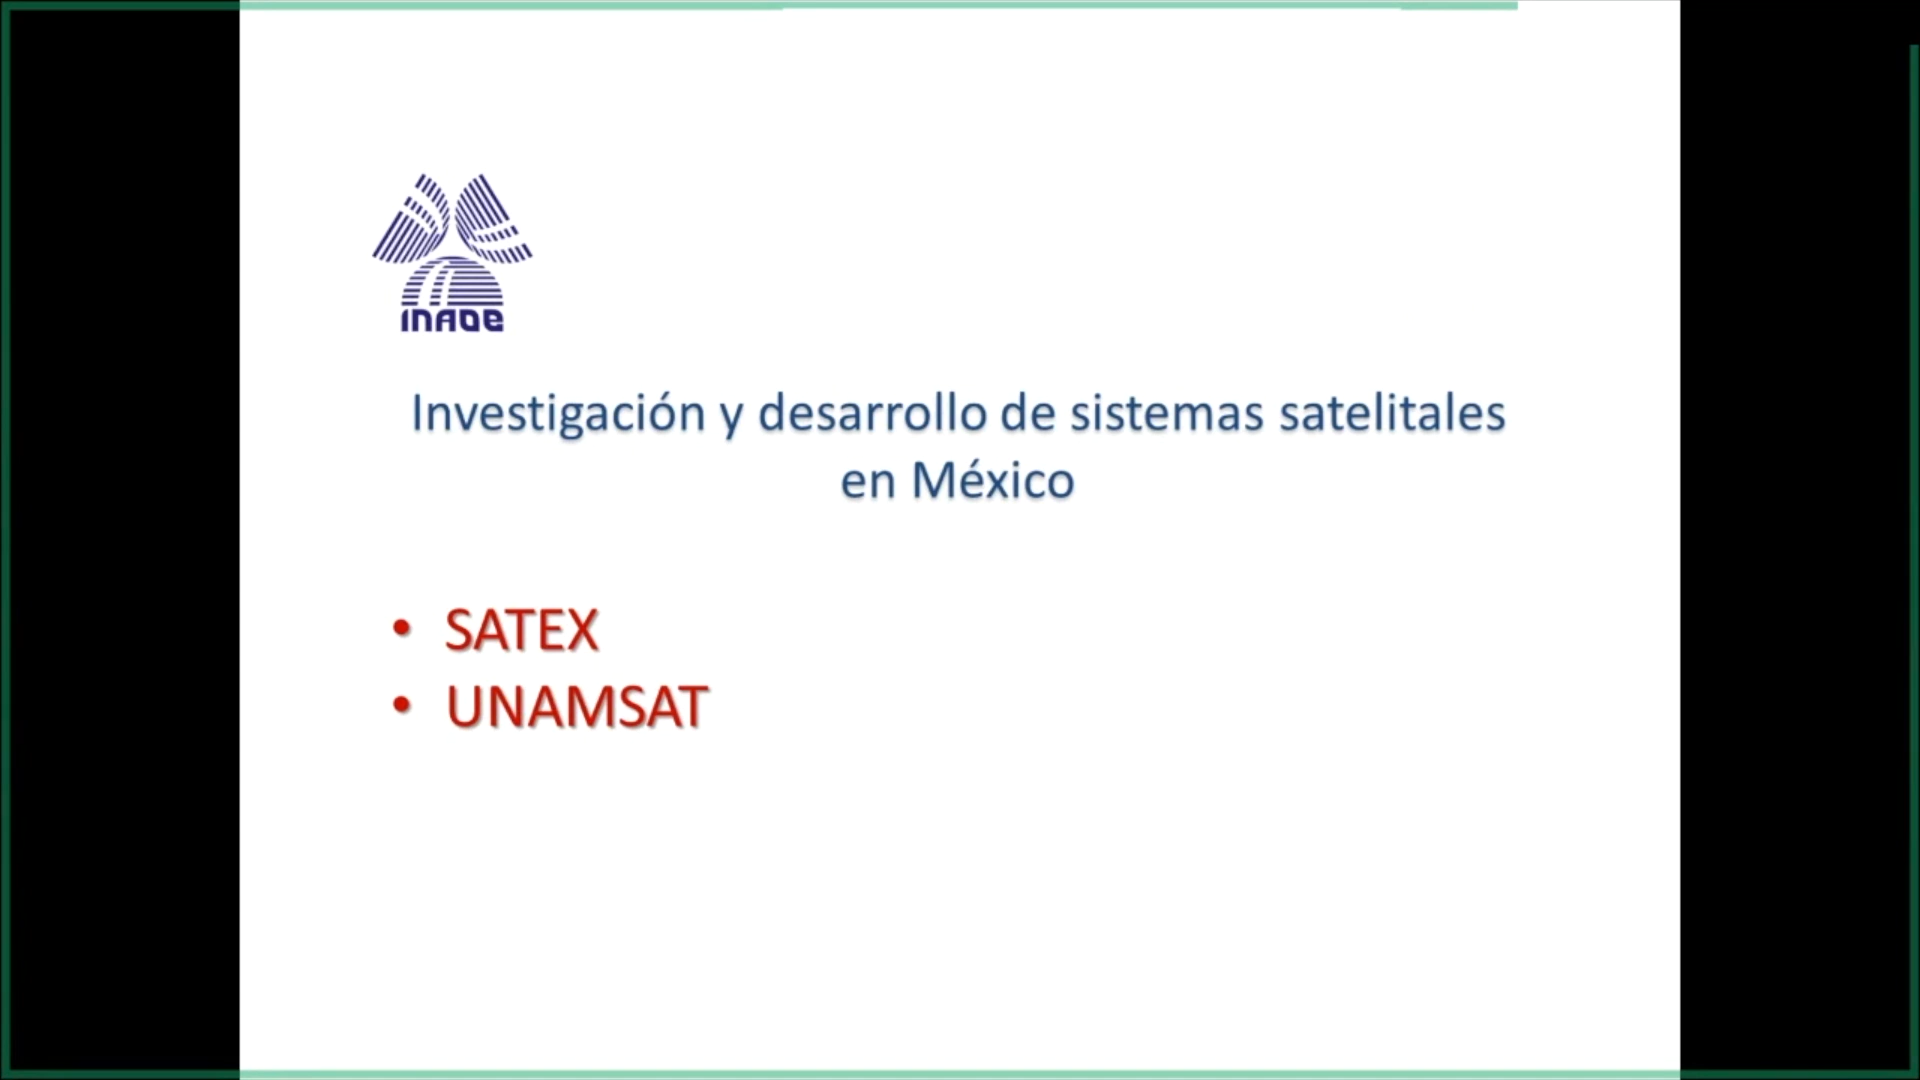 INAOE
Investigación y desarrollo de sistemas satelitales
en México
• SATEX
• UNAMSAT